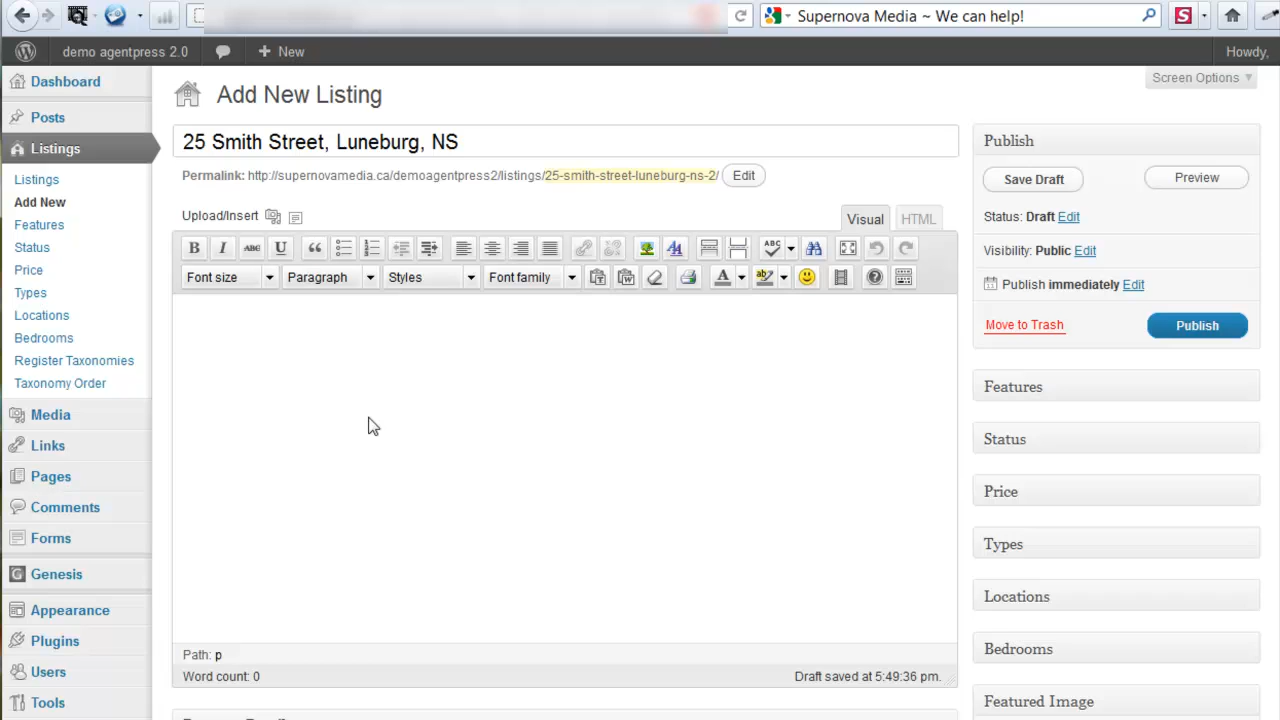 Supernova Media ~ We can help!
demo agentpress 2.0
New
Howdy,
Screen Options
Dashboard
Posts
Listings
Listings
Add New
Features
Status
Price
Types
Locations
Bedrooms
Register Taxonomies
Taxonomy Order
Media
Links
Pages
Comments
Forms
Genesis
Appearance
Plugins
Users
Tools
Add New Listing
25 Smith Street, Luneburg, NS
Permalink: http://supernovamedia.ca/demoagentpress2/listings/25-smith-street-luneburg-ns-2/ Edit
Upload/Insert
Visual HTML
B I ABC U ABC
Font size Paragraph Styles Font family
Path: p
Word count: 0 Draft saved at 5:49:36 pm.
Publish
Save Draft Preview
Status: Draft Edit
Visibility: Public Edit
Publish immediately Edit
Move to Trash Publish
Features
Status
Price
Types
Locations
Bedrooms
Featured Image